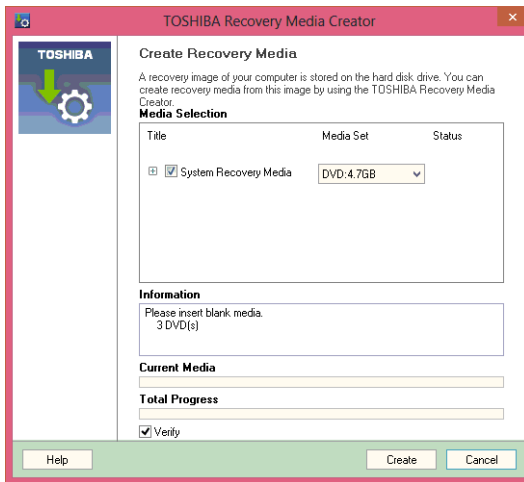 TOSHIBA Recovery Media Creator
TOSHIBA
Create Recovery Media
A recovery image of your computer is stored on the hard disk drive. You can
create recovery media from this image by using the TOSHIBA Recovery Media
Creator.
Media Selection
Title Media Set Status
System Recovery Media DVD:4.7GB
Information
Please insert blank media.
3 DVD(s)
Current Media
Total Progress
Verify
Help Create Cancel